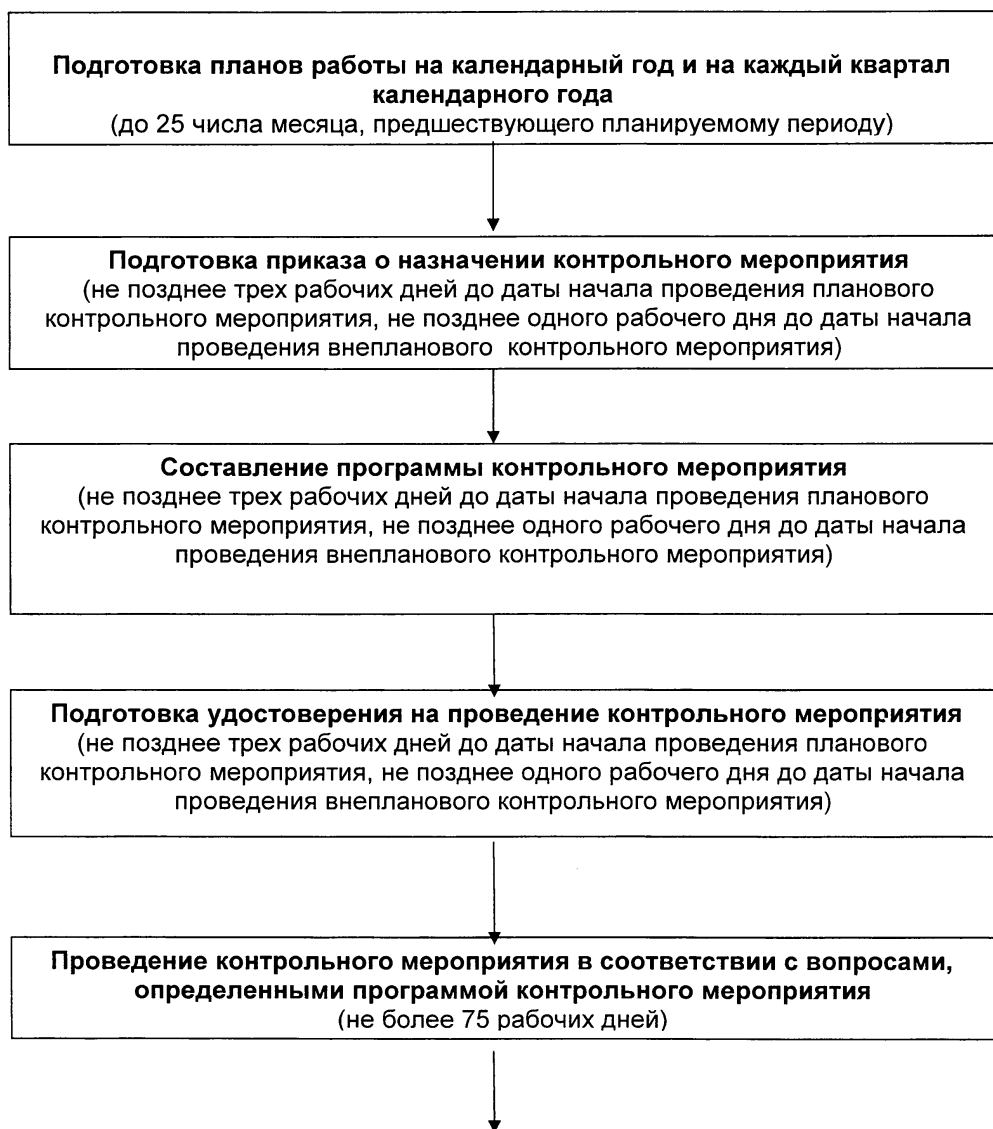 Подготовка планов работы на календарный год и на каждый квартал
календарного года
(до 25 числа месяца, предшествующего планируемому периоду)
Подготовка приказа о назначении контрольного мероприятия
(не позднее трех рабочих дней до даты начала проведения планового
контрольного мероприятия, не позднее одного рабочего дня до даты начала
проведения внепланового контрольного мероприятия)
Составление программы контрольного мероприятия
(не позднее трех рабочих дней до даты начала проведения планового
контрольного мероприятия, не позднее одного рабочего дня до даты начала
проведения внепланового контрольного мероприятия)
Подготовка удостоверения на проведение контрольного мероприятия
(не позднее трех рабочих дней до даты начала проведения планового
контрольного мероприятия, не позднее одного рабочего дня до даты начала
проведения внепланового контрольного мероприятия)
Проведение контрольного мероприятия в соответствии с вопросами,
определенными программой контрольного мероприятия
(не более 75 рабочих дней)